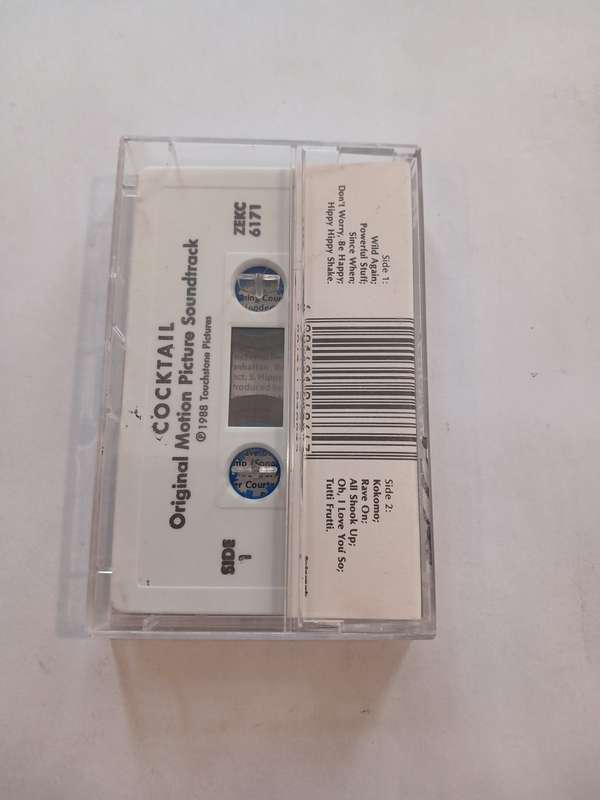 COCKTAIL
Original Motion Picture Soundtrack
℗1988 Touchstone Pictures
ZEKC
6171
SIDE
1
Side 1:
Wild Again;
Powerful Stuff;
Since When;
Don't Worry, Be Happy;
Hippy Hippy Shake.
Side 2:
Kokomo;
Rave On;
All Shook Up;
Oh, I Love You So;
Tutti Frutti.